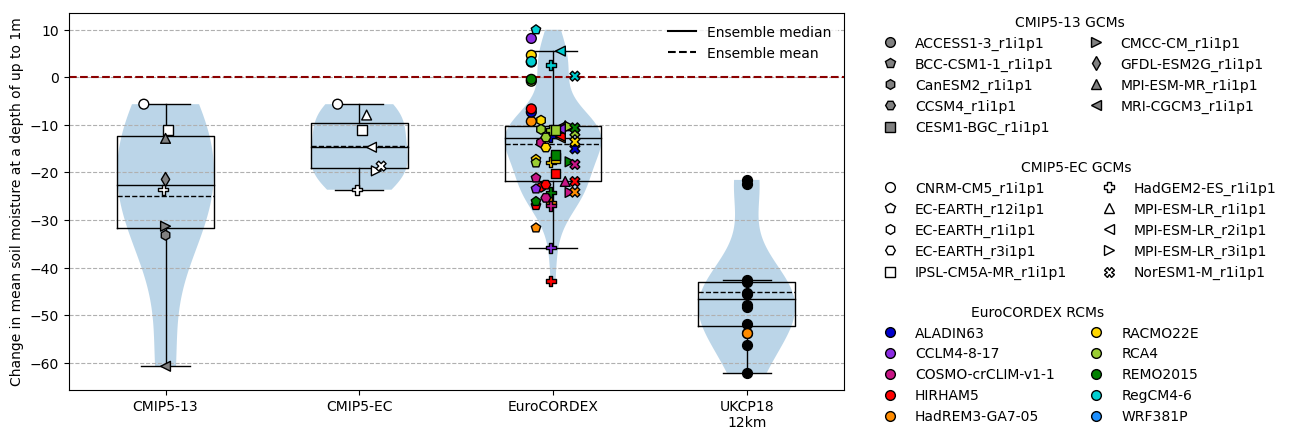 Change in mean soil moisture at a depth of up to 1m
10
0
−10
−20
−30
−40
−50
−60
Ensemble median
Ensemble mean
CMIP5-13
CMIP5-EC
EuroCORDEX
UKCP18
12km
CMIP5-13 GCMs
ACCESS1-3_r1i1p1
BCC-CSM1-1_r1i1p1
CanESM2_r1i1p1
CCSM4_r1i1p1
CESM1-BGC_r1i1p1
CMCC-CM_r1i1p1
GFDL-ESM2G_r1i1p1
MPI-ESM-MR_r1i1p1
MRI-CGCM3_r1i1p1
CMIP5-EC GCMs
CNRM-CM5_r1i1p1
EC-EARTH_r12i1p1
EC-EARTH_r1i1p1
EC-EARTH_r3i1p1
IPSL-CM5A-MR_r1i1p1
HadGEM2-ES_r1i1p1
MPI-ESM-LR_r1i1p1
MPI-ESM-LR_r2i1p1
MPI-ESM-LR_r3i1p1
NorESM1-M_r1i1p1
EuroCORDEX RCMs
ALADIN63
CCLM4-8-17
COSMO-crCLIM-v1-1
HIRHAM5
HadREM3-GA7-05
RACMO22E
RCA4
REMO2015
RegCM4-6
WRF381P